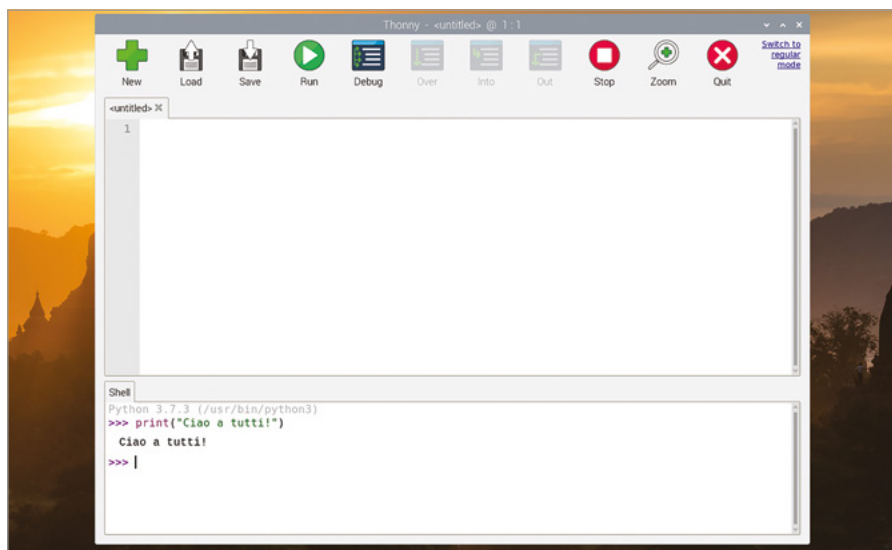 Thonny - <untitled> @ 1:1
New Load Save Run Debug Over Into Out Stop Zoom Quit
Switch to
regular
mode
<untitled>
1
Shell
Python 3.7.3 (/usr/bin/python3)
>>> print("Ciao a tutti!")
Ciao a tutti!
>>>